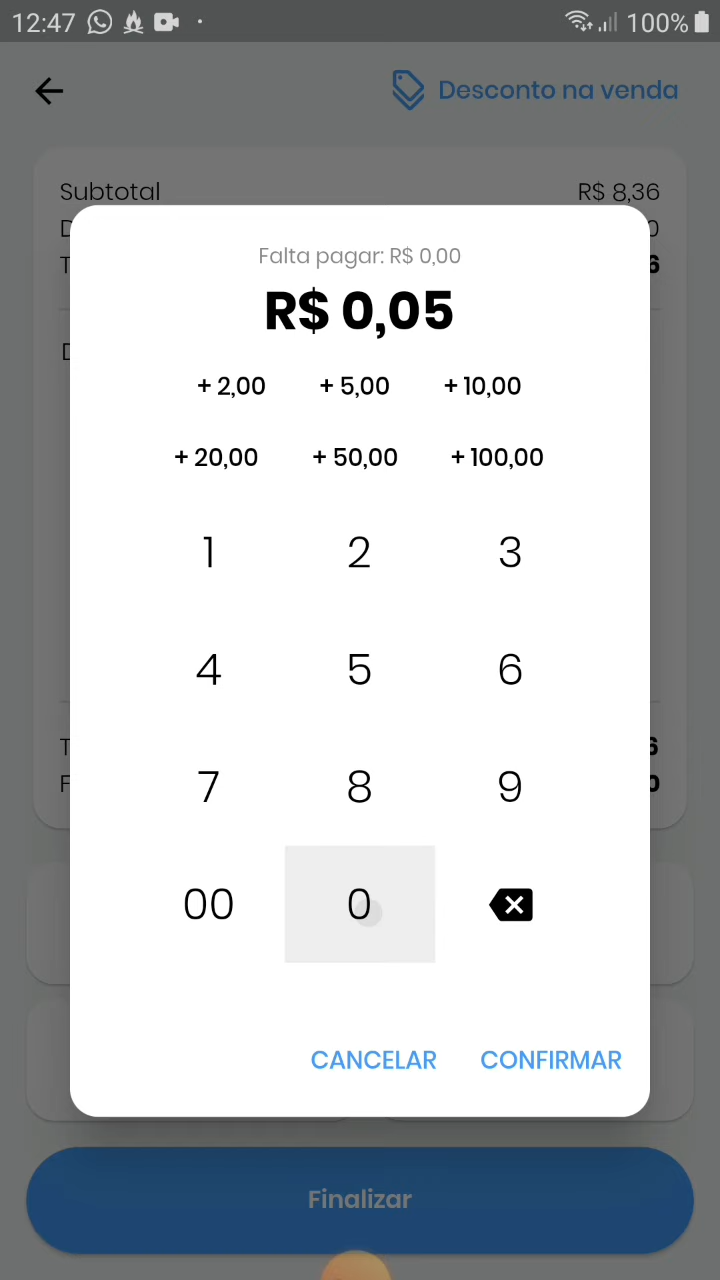 12:47 100%
Desconto na venda
Subtotal R$ 8,36
Falta pagar: R$ 0,00
R$ 0,05
+ 2,00 + 5,00 + 10,00
+ 20,00 + 50,00 + 100,00
1 2 3
4 5 6
7 8 9
00 0
CANCELAR CONFIRMAR
Finalizar